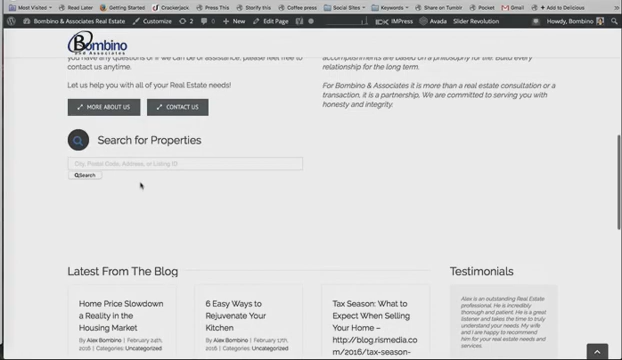 Most Visited
Read Later
Getting Started
Crackerjack
Press This
Storify this
Coffee press
Social Sites
Keywords
Share on Tumblr
Pocket
Gmail
Add to Delicious
Bombino & Associates Real Estate
Customize
2
0
New
Edit Page
IMPress
Avada
Slider Revolution
Howdy, Bombino
Bombino
and Associates
you have any questions or if we can be of assistance, please feel free to
contact us anytime.
Let us help you with all of your Real Estate needs!
MORE ABOUT US
CONTACT US
accomplishments are based on a philosophy for the: Build every
relationship for the long term.
For Bombino & Associates it is more than a real estate consultation or a
transaction, it is a partnership, We are committed to serving you with
honesty and integrity.
Search for Properties
City, Postal Code, Address, or Listing ID
Search
Latest From The Blog
Home Price Slowdown
a Reality in the
Housing Market
By Alex Bombino | February 24th,
2016 | Categories: Uncategorized
6 Easy Ways to
Rejuvenate Your
Kitchen
By Alex Bombino | February 17th,
2016 | Categories: Uncategorized
Tax Season: What to
Expect When Selling
Your Home –
http://blog.rismedia.co
m/2016/tax-season-
Testimonials
Alex is an outstanding Real Estate
professional. He is incredibly
thorough and patient. He is a great
listener and takes the time to truly
understand your needs. My wife
and I are happy to recommend
him for your real estate needs and
services.